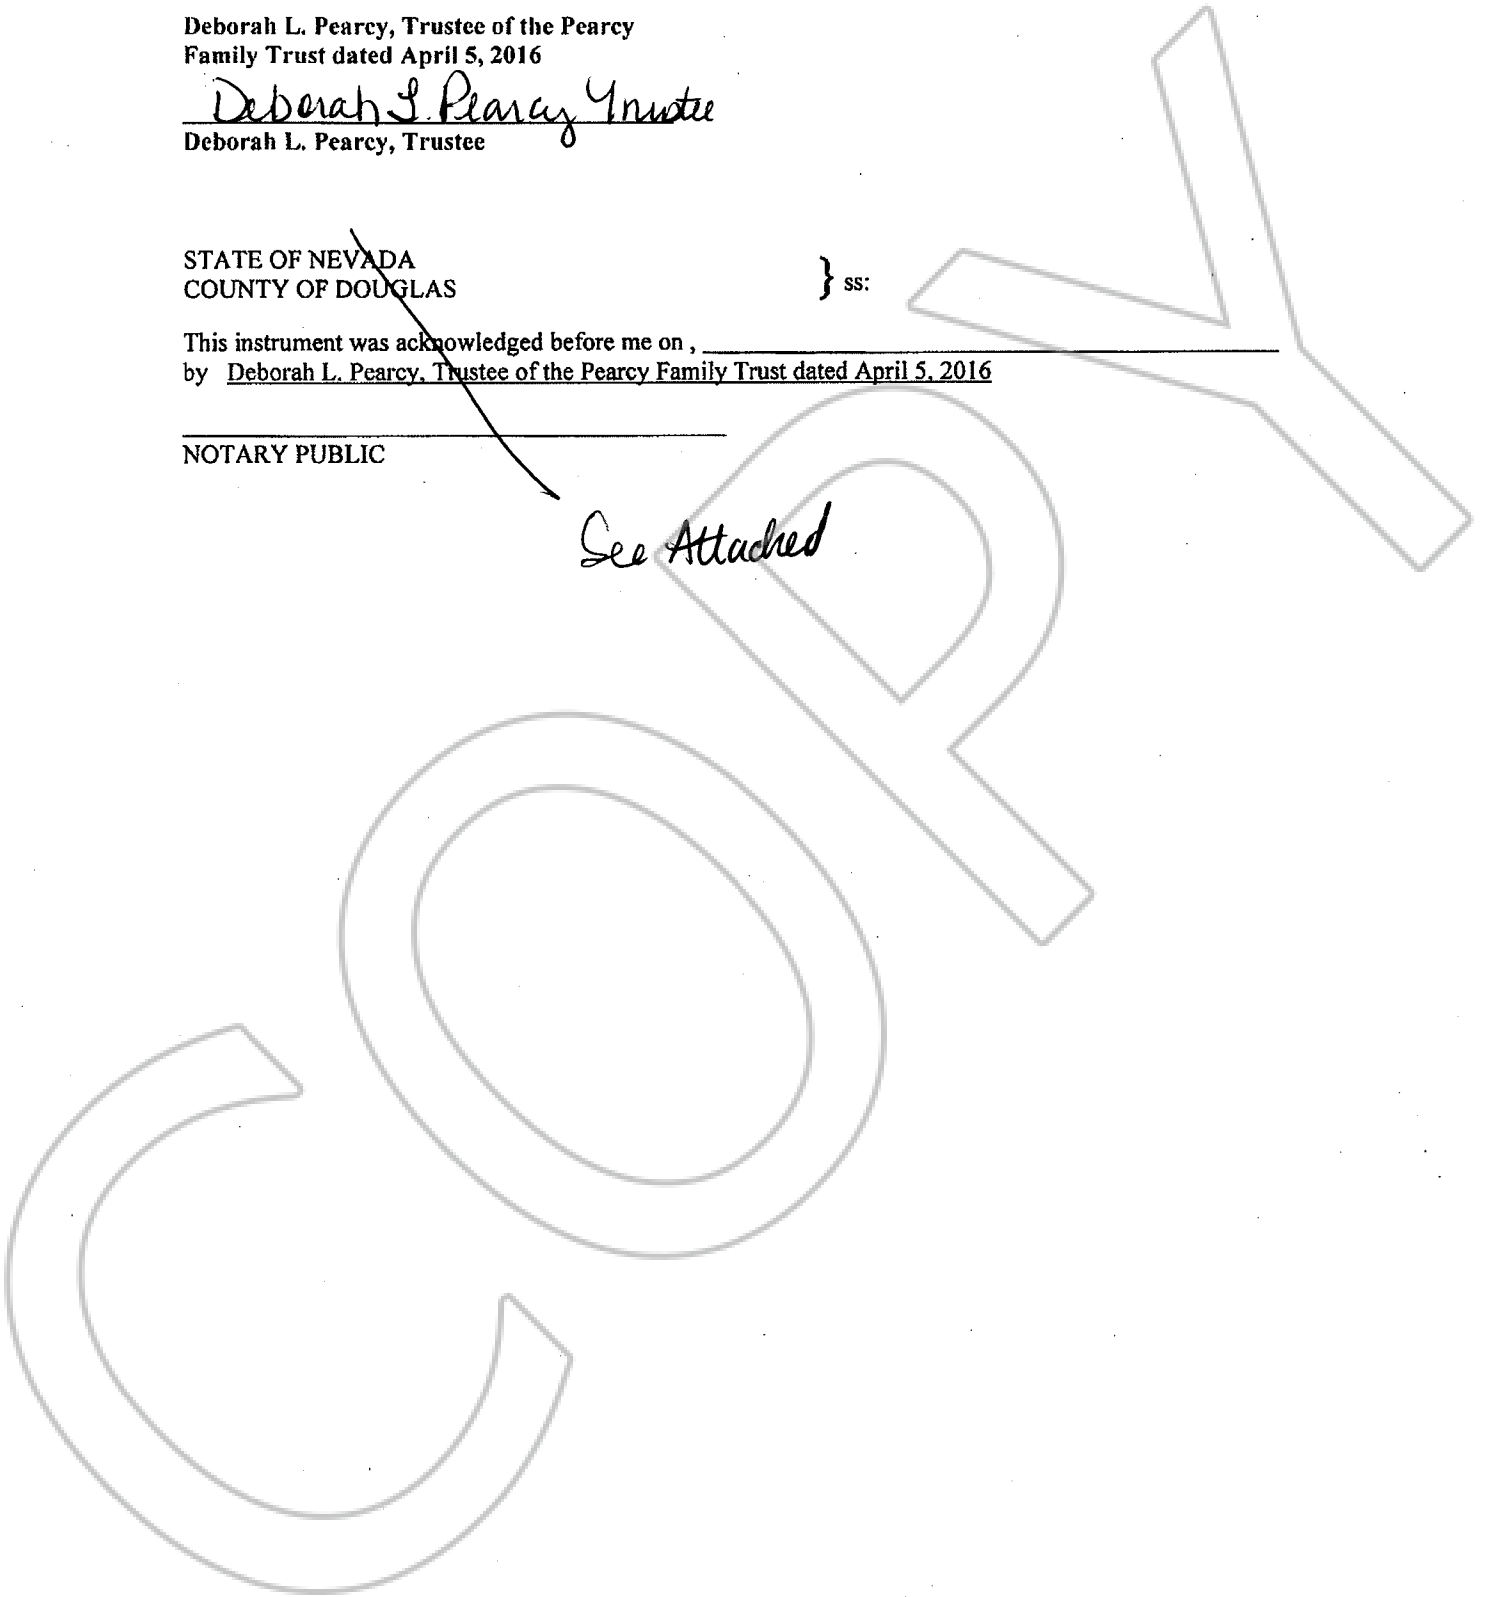 Deborah L. Pearcy, Trustee of the Pearcy
Family Trust dated April 5, 2016
Deborah L. Pearcy Trustee
Deborah L. Pearcy, Trustee
STATE OF NEVADA
COUNTY OF DOUGLAS
} ss:
This instrument was acknowledged before me on ,
by Deborah L. Pearcy, Trustee of the Pearcy Family Trust dated April 5, 2016
NOTARY PUBLIC
See Attached
COPY